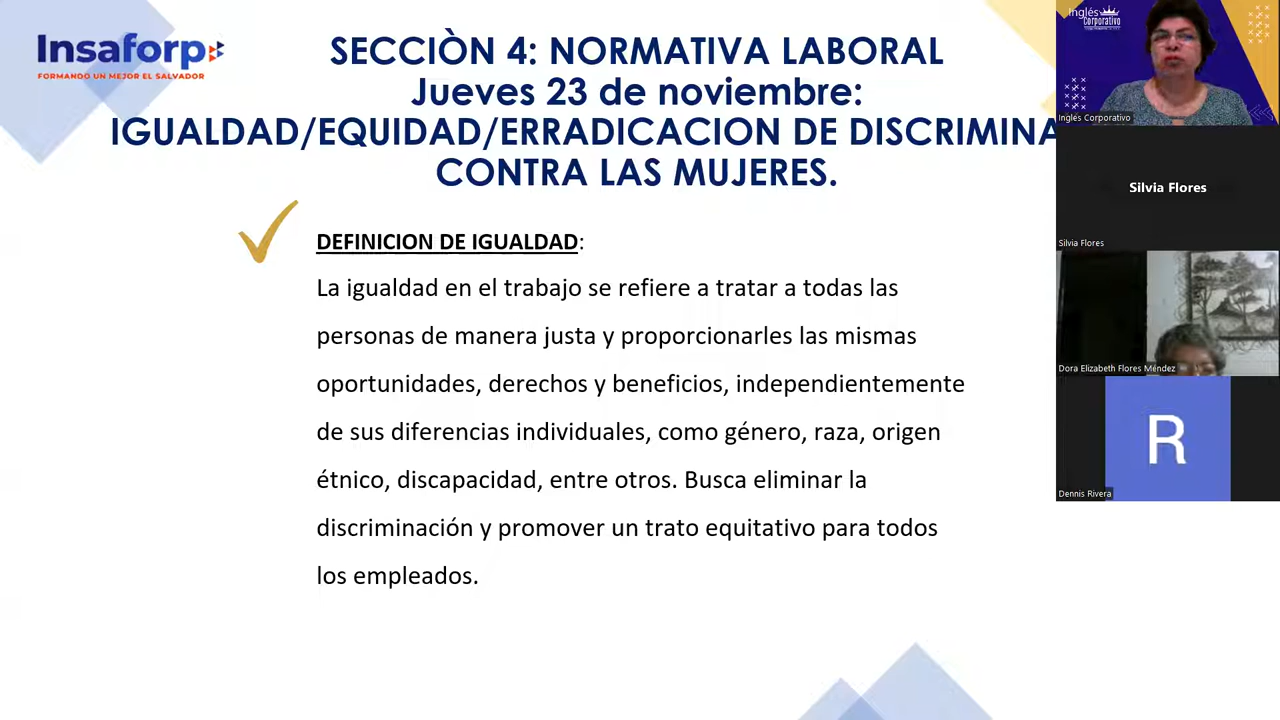 Insaforp
FORMANDO UN MEJOR EL SALVADOR
SECCIÒN 4: NORMATIVA LABORAL
Jueves 23 de noviembre:
IGUALDAD/EQUIDAD/ERRADICACION DE DISCRIMINA
CONTRA LAS MUJERES.
DEFINICION DE IGUALDAD:
La igualdad en el trabajo se refiere a tratar a todas las
personas de manera justa y proporcionarles las mismas
oportunidades, derechos y beneficios, independientemente
de sus diferencias individuales, como género, raza, origen
étnico, discapacidad, entre otros. Busca eliminar la
discriminación y promover un trato equitativo para todos
los empleados.
Inglés
Corporativo
Inglés Corporativo
Silvia Flores
Silvia Flores
Dora Elizabeth Flores Méndez
R
Dennis Rivera